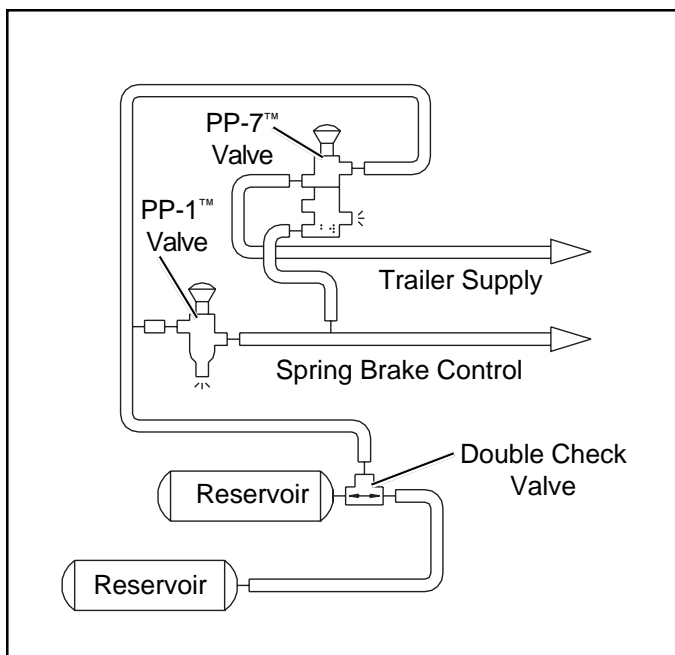 PP-7™
Valve
PP-1™
Valve
Trailer Supply
Spring Brake Control
Double Check
Valve
Reservoir
Reservoir